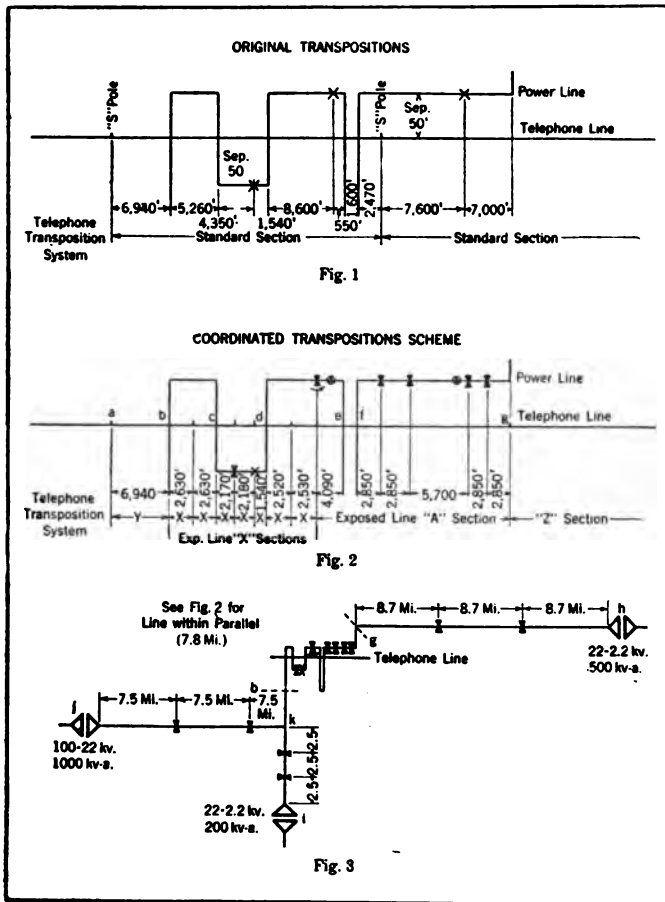 ORIGINAL TRANSPOSITIONS
"S" Pole
"S" Pole
Power Line
Sep.
50'
Telephone Line
Sep.
50
6,940'
5,260'
4,350'
1,540'
8,600'
550'
1,600'
2,470'
7,600'
7,000'
Telephone
Transposition
System
Standard Section
Standard Section
Fig. 1
COORDINATED TRANSPOSITIONS SCHEME
Power Line
a
b
c
d
e
f
g
Telephone Line
6,940
2,630'
2,630'
2,170'
2,180'
1,540'
2,520'
2,530'
4,090'
2,850'
2,850'
5,700
2,850'
2,850'
Telephone
Transposition
System
Y
X
X
X
X
X
X
X
Exposed Line "A" Section
"Z" Section
Exp. Line "X" Sections
Fig. 2
See Fig. 2 for
Line within Parallel
(7.8 Mi.)
8.7 Mi.
8.7 Mi.
8.7 Mi.
h
g
Telephone Line
22-2.2 kv.
500 kv-a.
b
7.5 Mi.
7.5 Mi.
7.5
Mi.
j
k
100-22 kv.
1000 kv-a.
2.5
2.5
2.5
22-2.2 kv.
200 kv-a.
Fig. 3